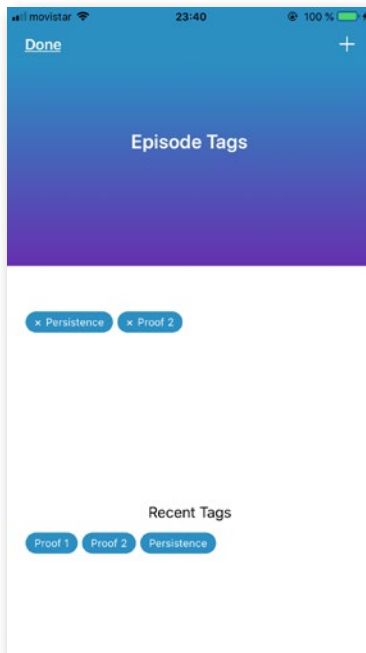 movistar 23:40 100 %
Done +
Episode Tags
× Persistence × Proof 2
Recent Tags
Proof 1 Proof 2 Persistence